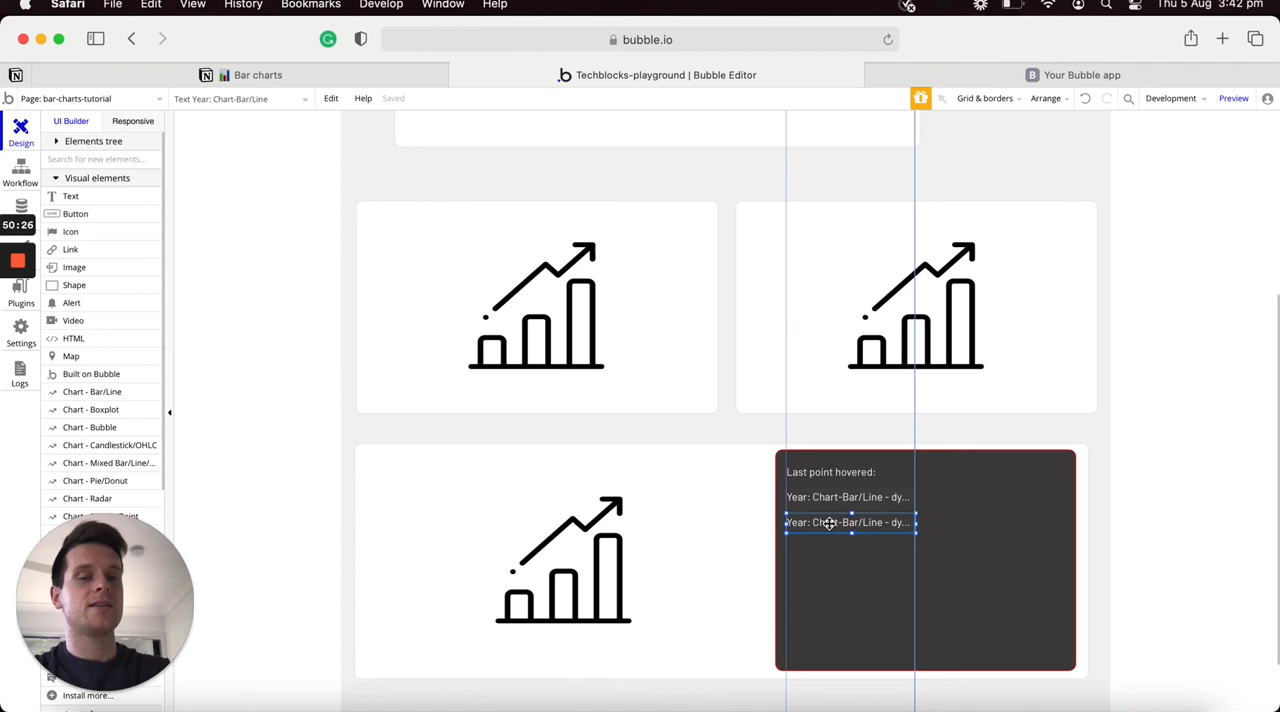 Safari File Edit View History Bookmarks Develop Window Help Thu 5 Aug 3:42 pm
bubble.io
Bar charts
Techblocks-playground | Bubble Editor
Your Bubble app
Page: bar-charts-tutorial
Text Year: Chart-Bar/Line
Edit Help Saved
Grid & borders
Arrange
Development
Preview
UI Builder Responsive
Design
Elements tree
Search for new elements...
Workflow
Visual elements
Text
Button
50:26
Icon
Link
Image
Shape
Plugins
Alert
Video
Settings
HTML
Map
Logs
Built on Bubble
Chart - Bar/Line
Chart - Boxplot
Chart - Bubble
Chart - Candlestick/OHLC
Chart - Mixed Bar/Line/...
Chart - Pie/Donut
Chart - Radar
Install more...
Last point hovered:
Year: Chart-Bar/Line - dy...
Year: Chart-Bar/Line - dy...